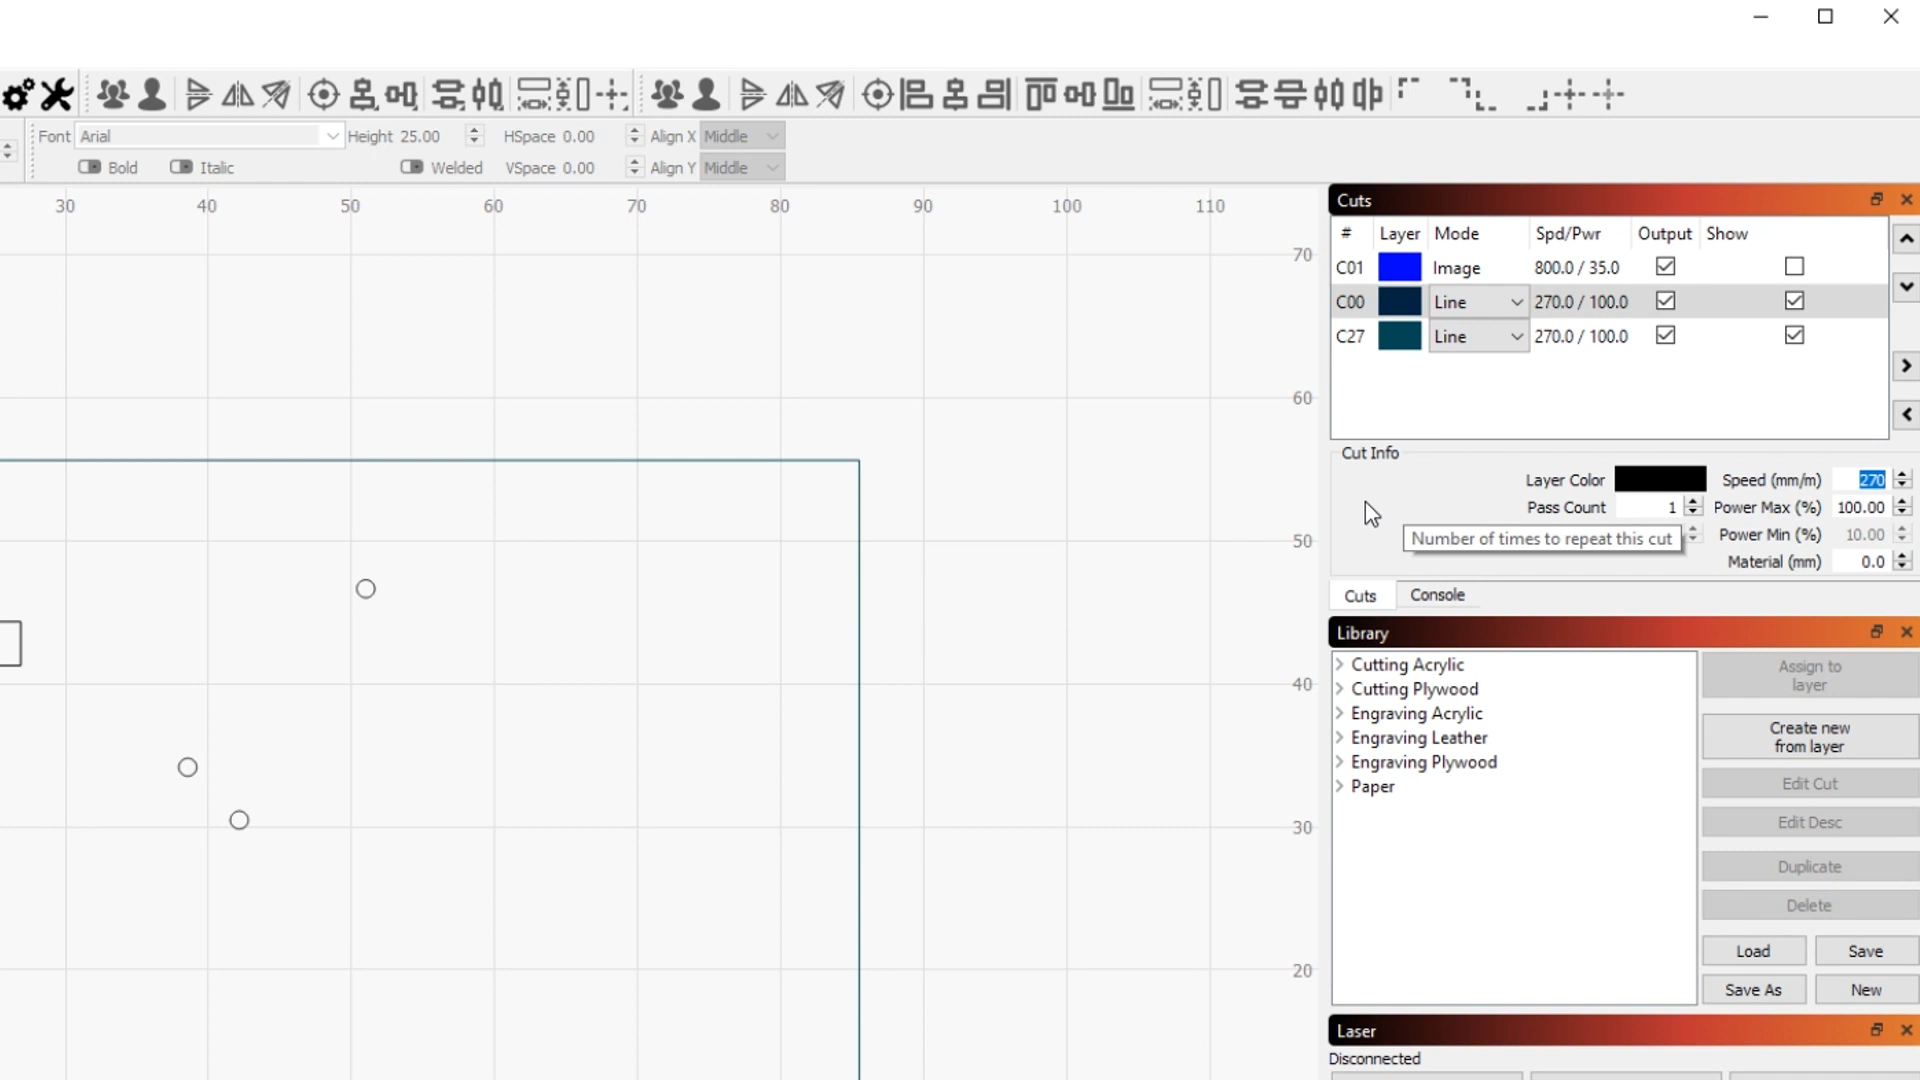 Font Arial Height 25.00 HSpace 0.00 Align X Middle
Bold Italic Welded VSpace 0.00 Align Y Middle
30 40 50 60 70 80 90 100 110
70
60
50
40
30
20
Cuts
# Layer Mode Spd/Pwr Output Show
C01 Image 800.0 / 35.0
C00 Line 270.0 / 100.0
C27 Line 270.0 / 100.0
Cut Info
Layer Color Speed (mm/m) 270
Pass Count 1 Power Max (%) 100.00
Number of times to repeat this cut Power Min (%) 10.00
Material (mm) 0.0
Cuts Console
Library
Cutting Acrylic
Cutting Plywood
Engraving Acrylic
Engraving Leather
Engraving Plywood
Paper
Assign to
layer
Create new
from layer
Edit Cut
Edit Desc
Duplicate
Delete
Load Save
Save As New
Laser
Disconnected